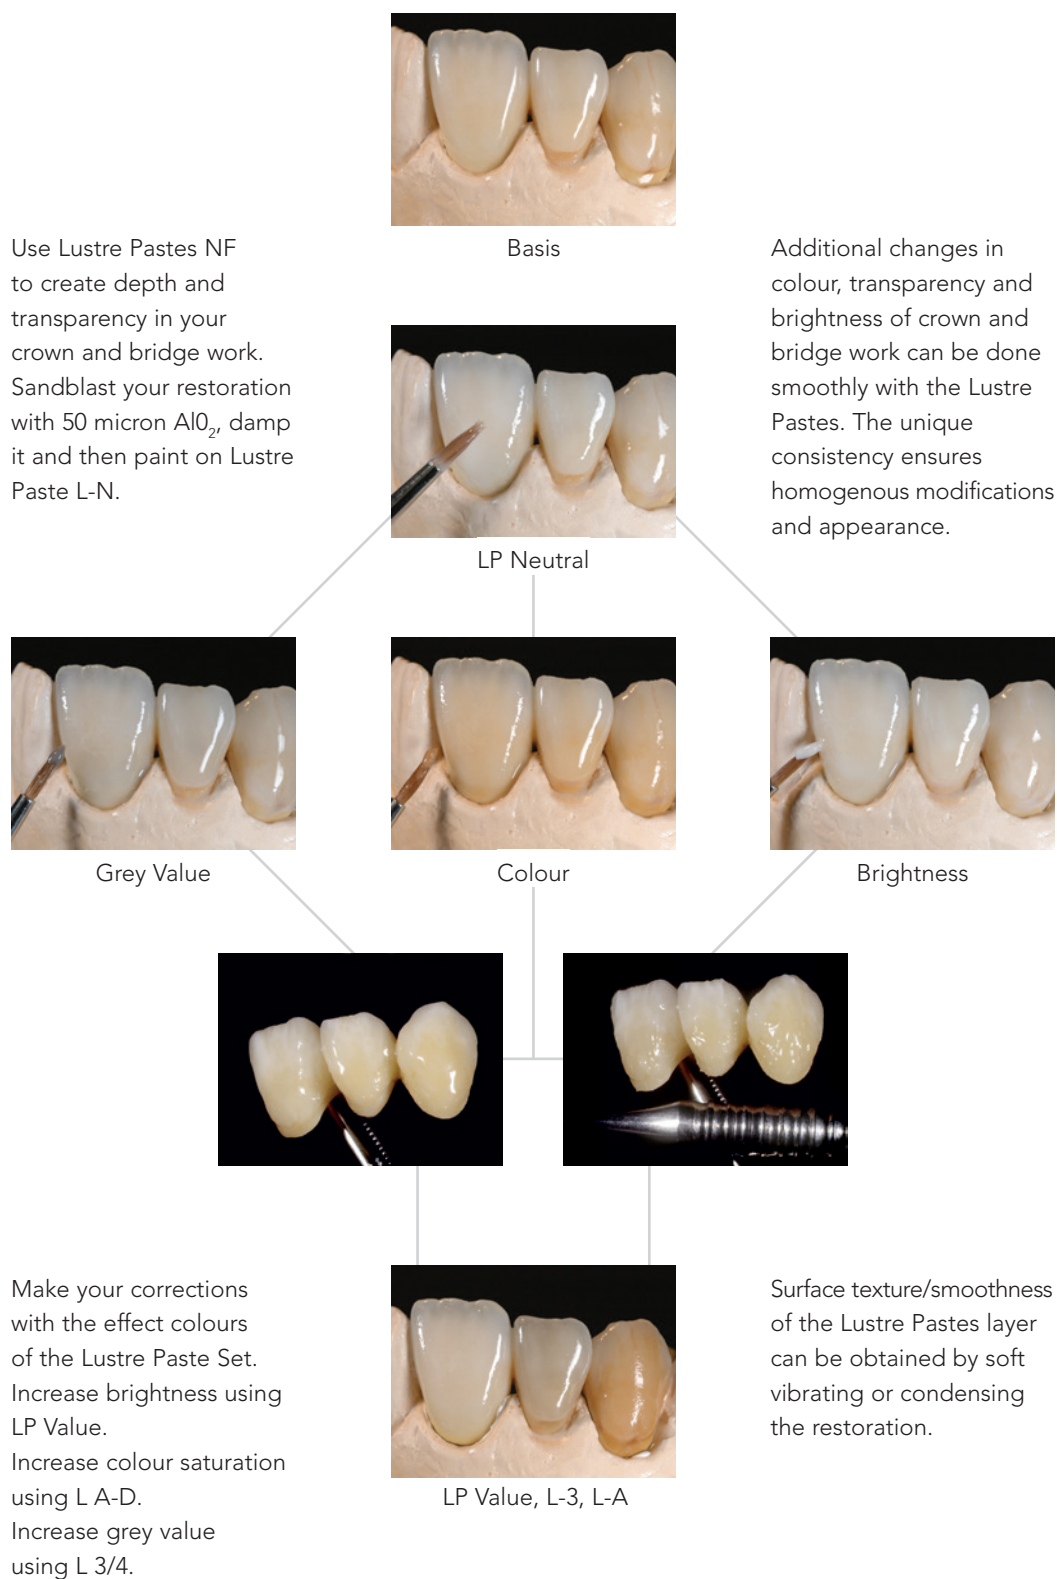 Basis
Use Lustre Pastes NF
to create depth and
transparency in your
crown and bridge work.
Sandblast your restoration
with 50 micron Al0₂, damp
it and then paint on Lustre
Paste L-N.
Additional changes in
colour, transparency and
brightness of crown and
bridge work can be done
smoothly with the Lustre
Pastes. The unique
consistency ensures
homogenous modifications
and appearance.
LP Neutral
Grey Value
Colour
Brightness
Make your corrections
with the effect colours
of the Lustre Paste Set.
Increase brightness using
LP Value.
Increase colour saturation
using L A-D.
Increase grey value
using L 3/4.
Surface texture/smoothness
of the Lustre Pastes layer
can be obtained by soft
vibrating or condensing
the restoration.
LP Value, L-3, L-A